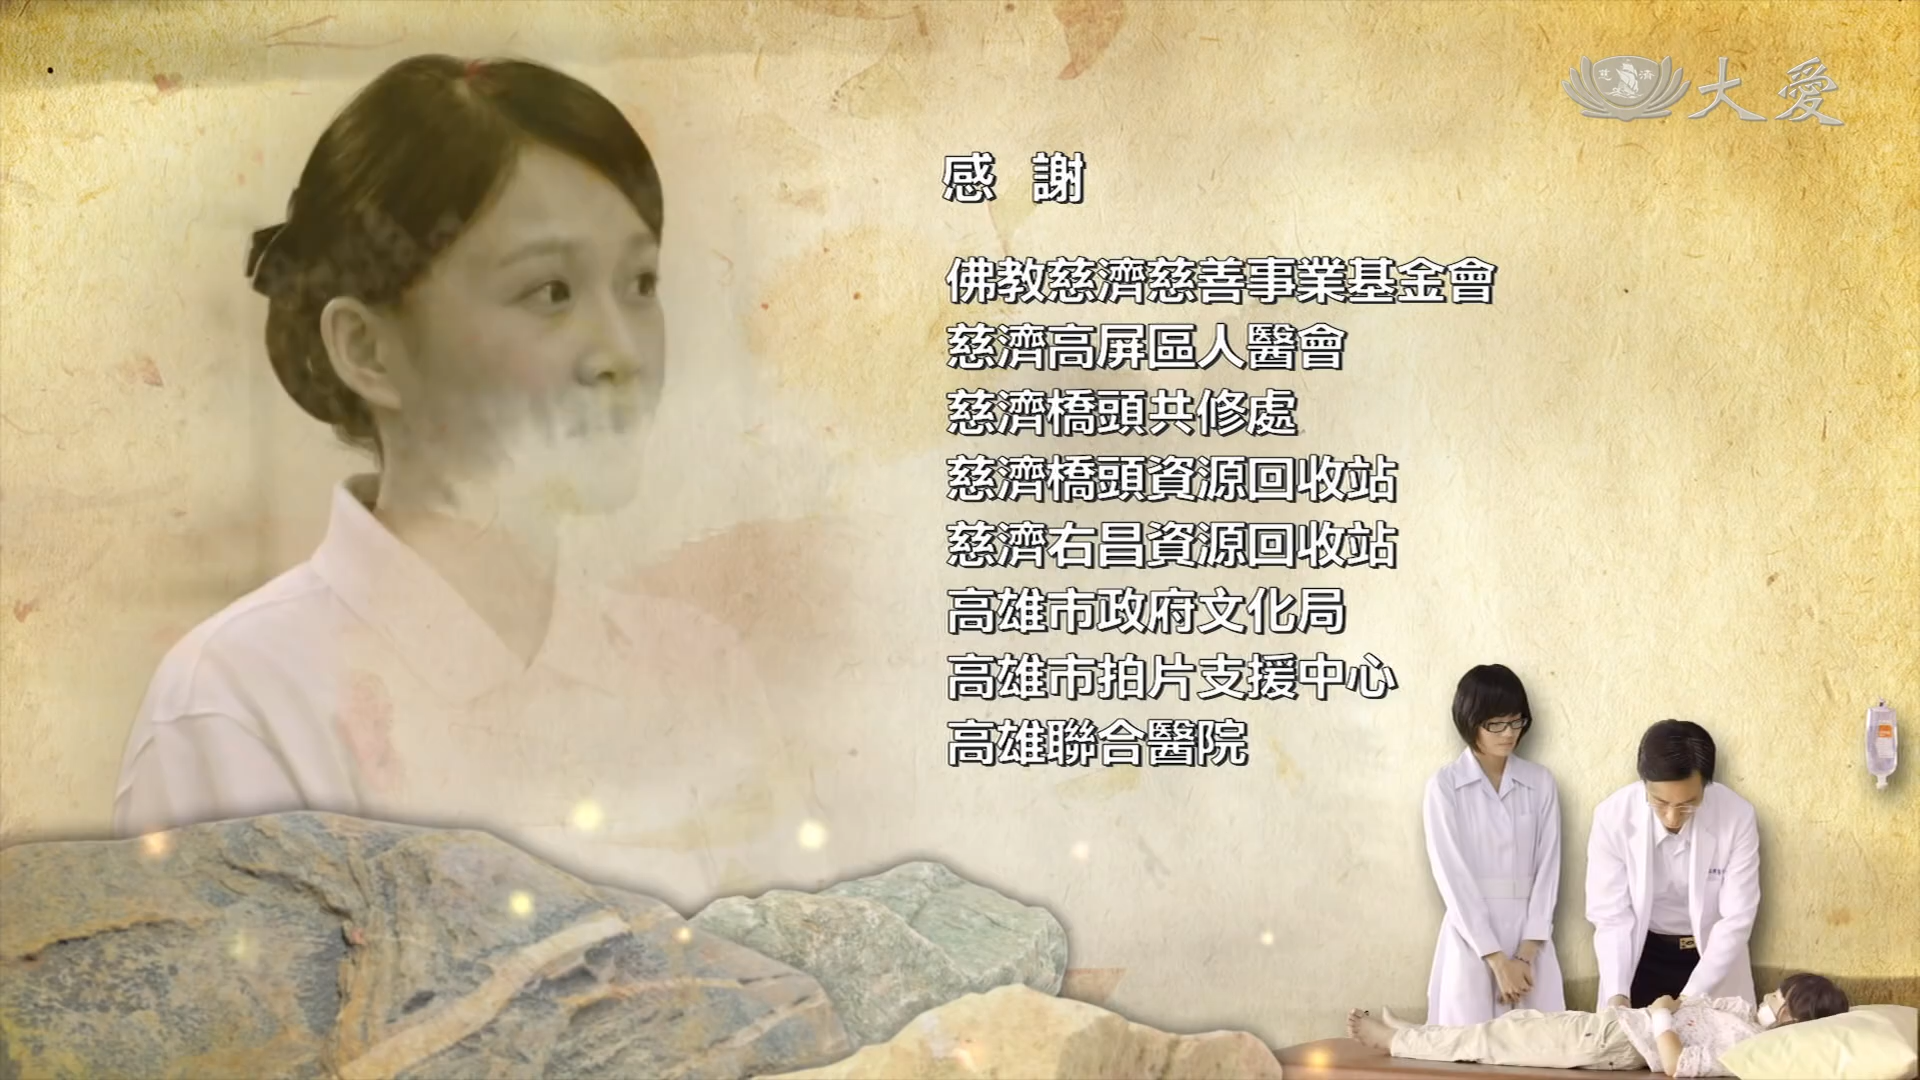 大愛
感 謝
佛教慈濟慈善事業基金會
慈濟高屏區人醫會
慈濟橋頭共修處
慈濟橋頭資源回收站
慈濟右昌資源回收站
高雄市政府文化局
高雄市拍片支援中心
高雄聯合醫院